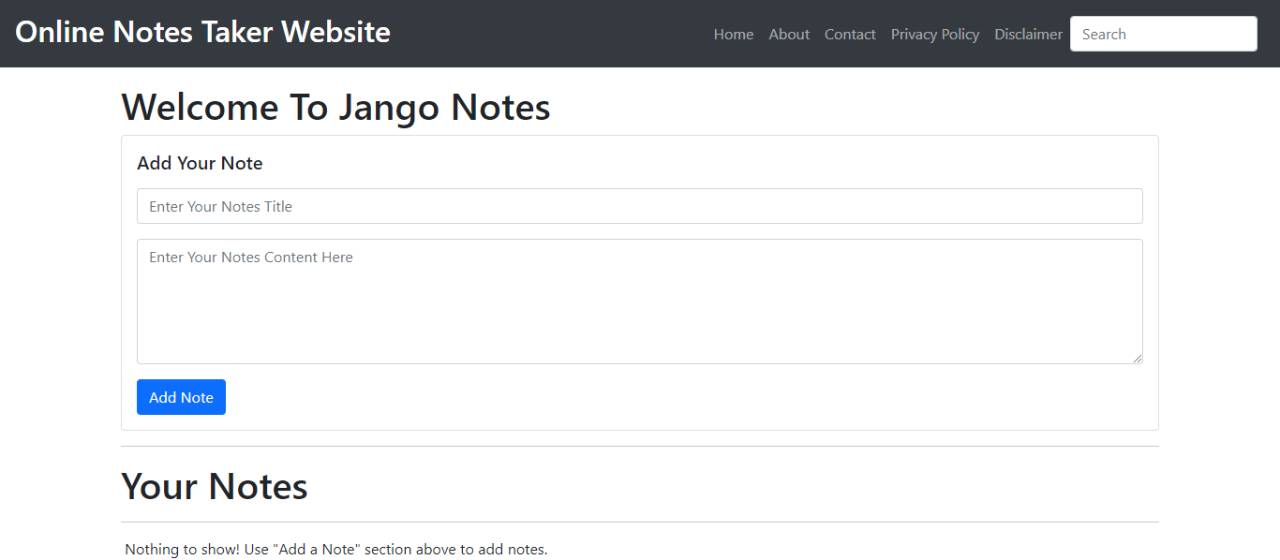 Online Notes Taker Website
Home About Contact Privacy Policy Disclaimer Search
Welcome To Jango Notes
Add Your Note
Enter Your Notes Title
Enter Your Notes Content Here
Add Note
Your Notes
Nothing to show! Use "Add a Note" section above to add notes.